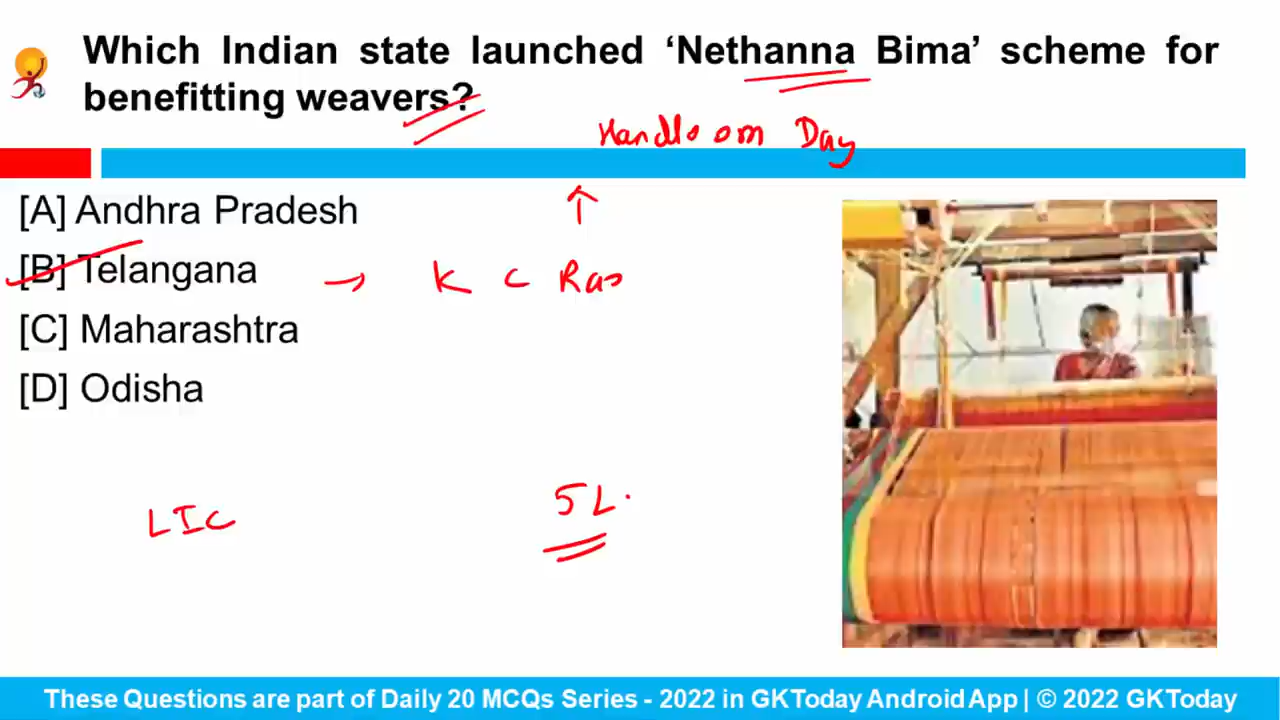 Which Indian state launched ‘Nethanna Bima’ scheme for
benefitting weavers?
Handloom Day
[A] Andhra Pradesh
[B] Telangana → K C Rao
[C] Maharashtra
[D] Odisha
LIC
5L.
These Questions are part of Daily 20 MCQs Series - 2022 in GKToday Android App | © 2022 GKToday